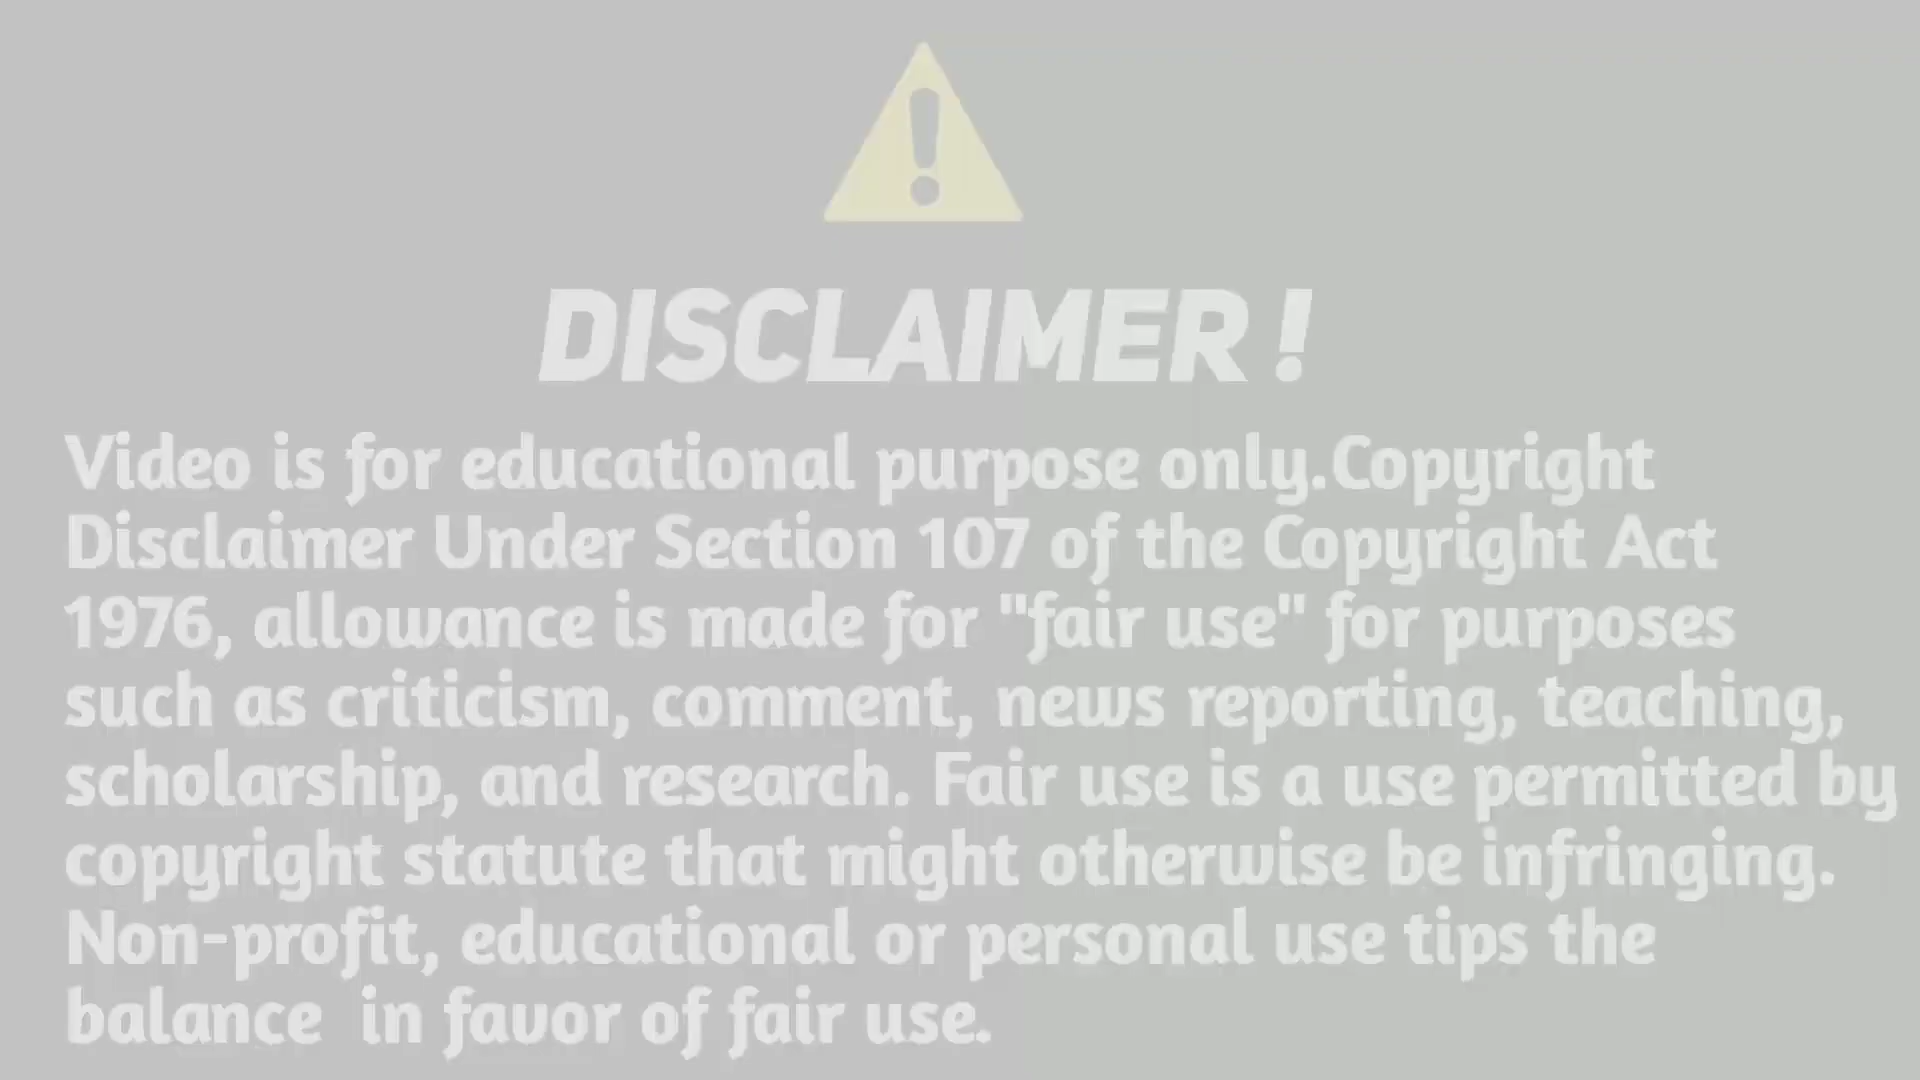 DISCLAIMER !
Video is for educational purpose only.Copyright
Disclaimer Under Section 107 of the Copyright Act
1976, allowance is made for "fair use" for purposes
such as criticism, comment, news reporting, teaching,
scholarship, and research. Fair use is a use permitted by
copyright statute that might otherwise be infringing.
Non-profit, educational or personal use tips the
balance  in favor of fair use.